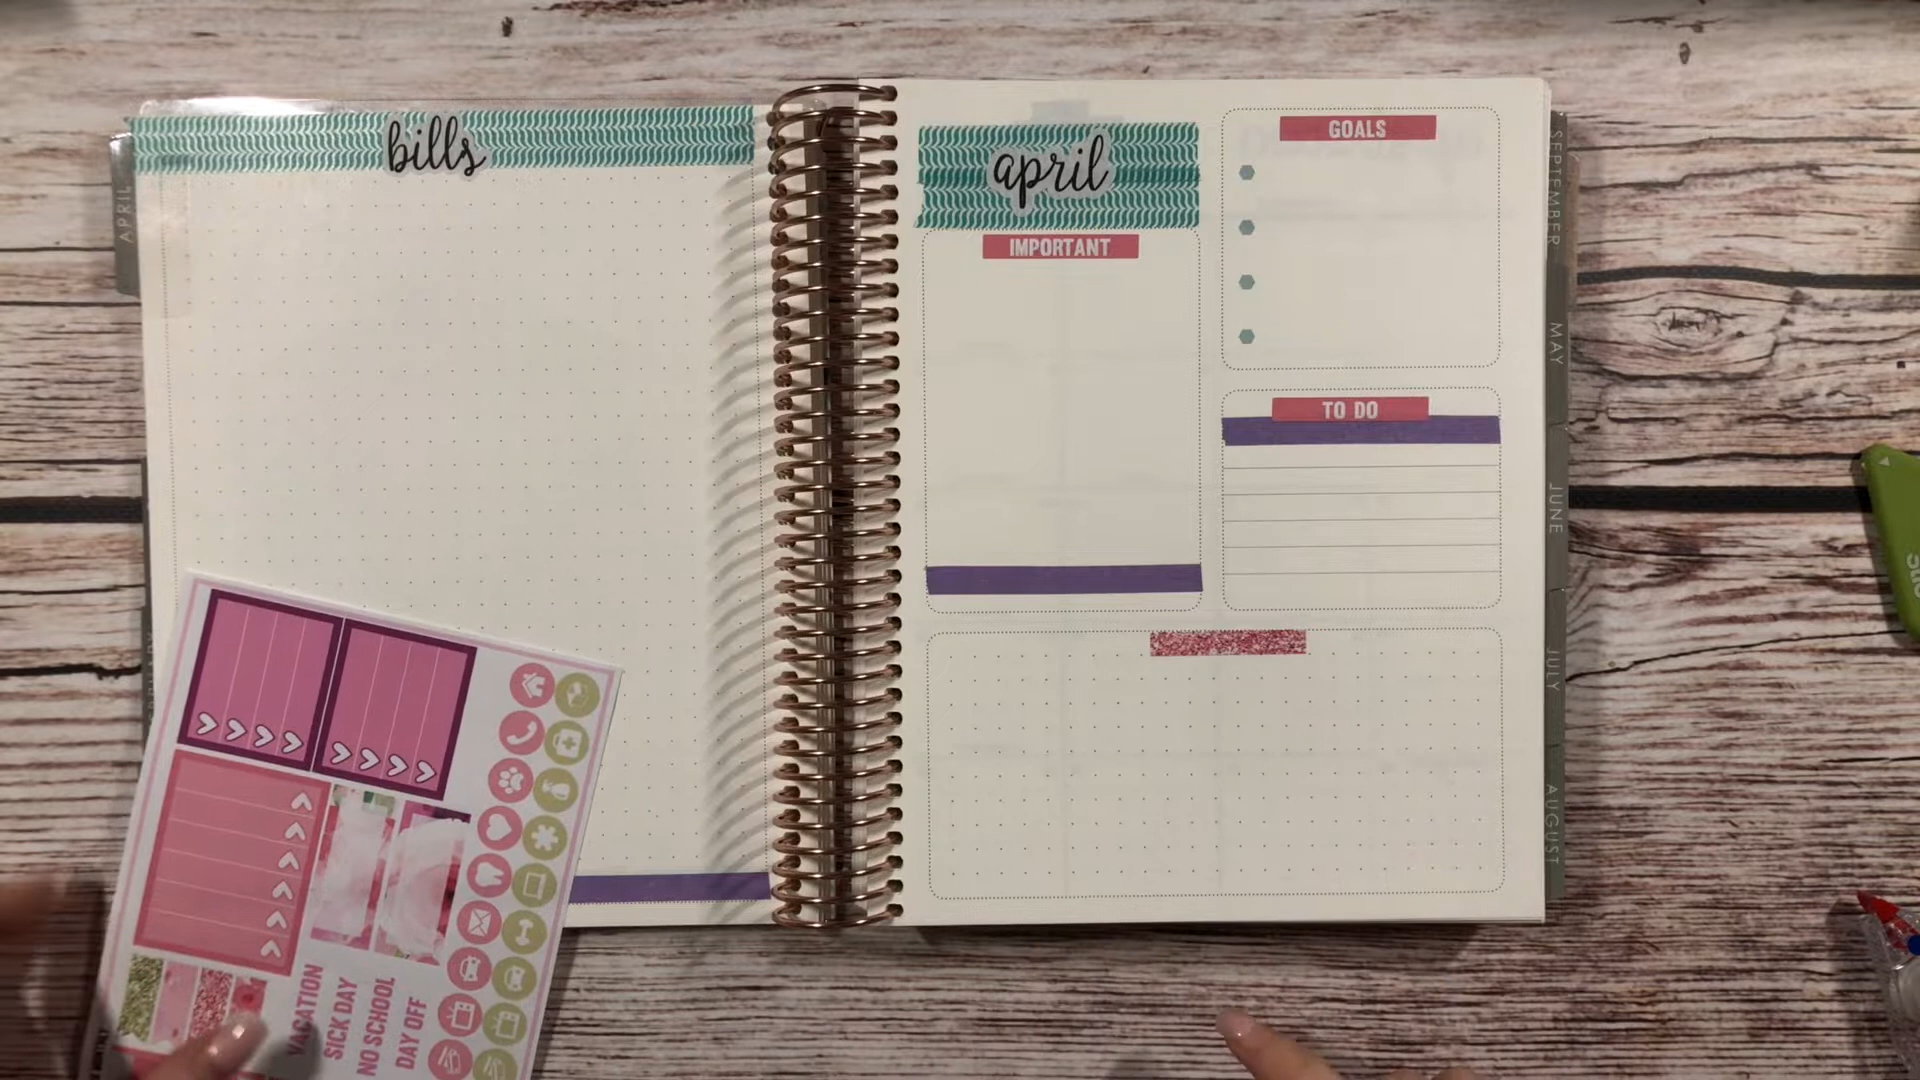 bills
april
IMPORTANT
GOALS
TO DO
APRIL
SEPTEMBER
MAY
JUNE
JULY
AUGUST
VACATION
SICK DAY
NO SCHOOL
DAY OFF